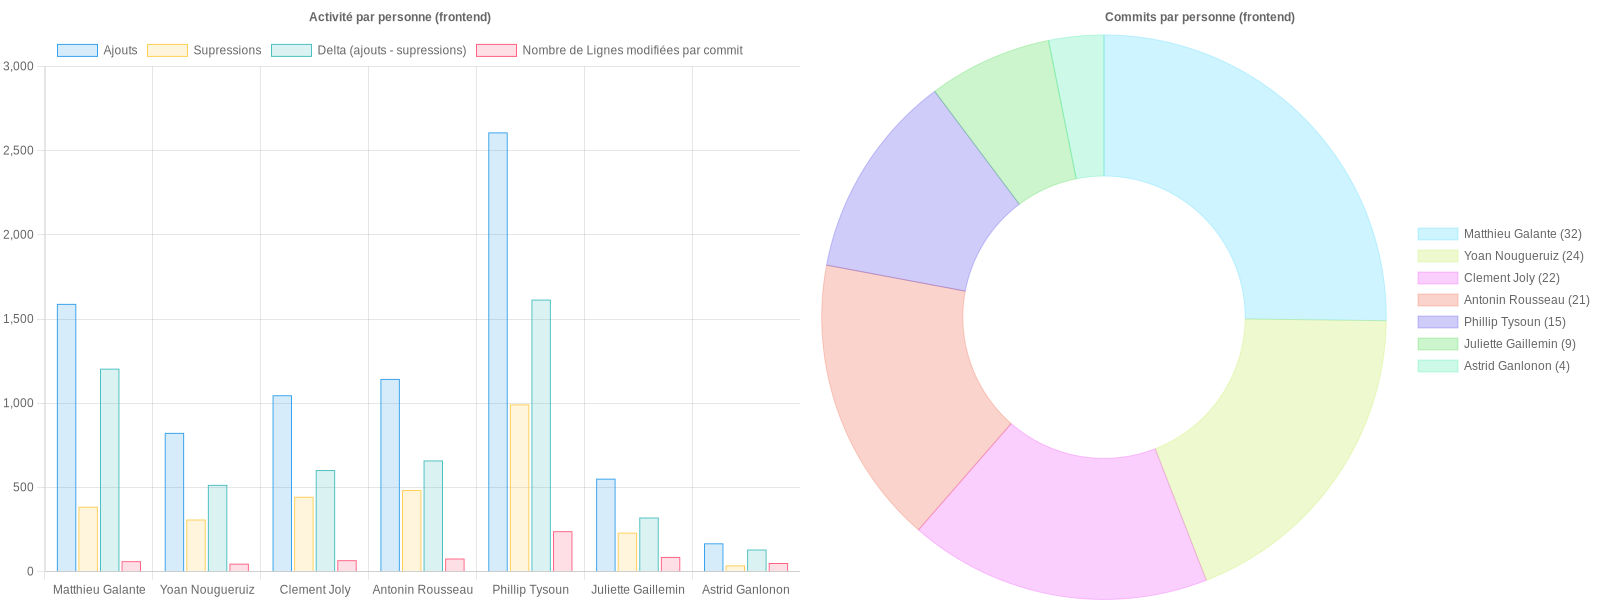 Activité par personne (frontend)
Ajouts Supressions Delta (ajouts - supressions) Nombre de Lignes modifiées par commit
3,000
2,500
2,000
1,500
1,000
500
0
Matthieu Galante Yoan Nougueruiz Clement Joly Antonin Rousseau Phillip Tysoun Juliette Gaillemin Astrid Ganlonon
Commits par personne (frontend)
Matthieu Galante (32)
Yoan Nougueruiz (24)
Clement Joly (22)
Antonin Rousseau (21)
Phillip Tysoun (15)
Juliette Gaillemin (9)
Astrid Ganlonon (4)